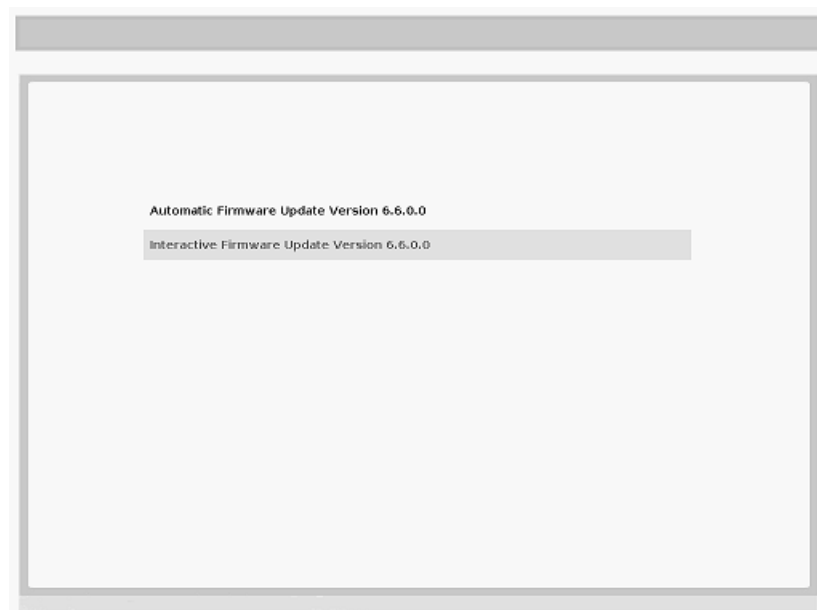 Automatic Firmware Update Version 6.6.0.0
Interactive Firmware Update Version 6.6.0.0